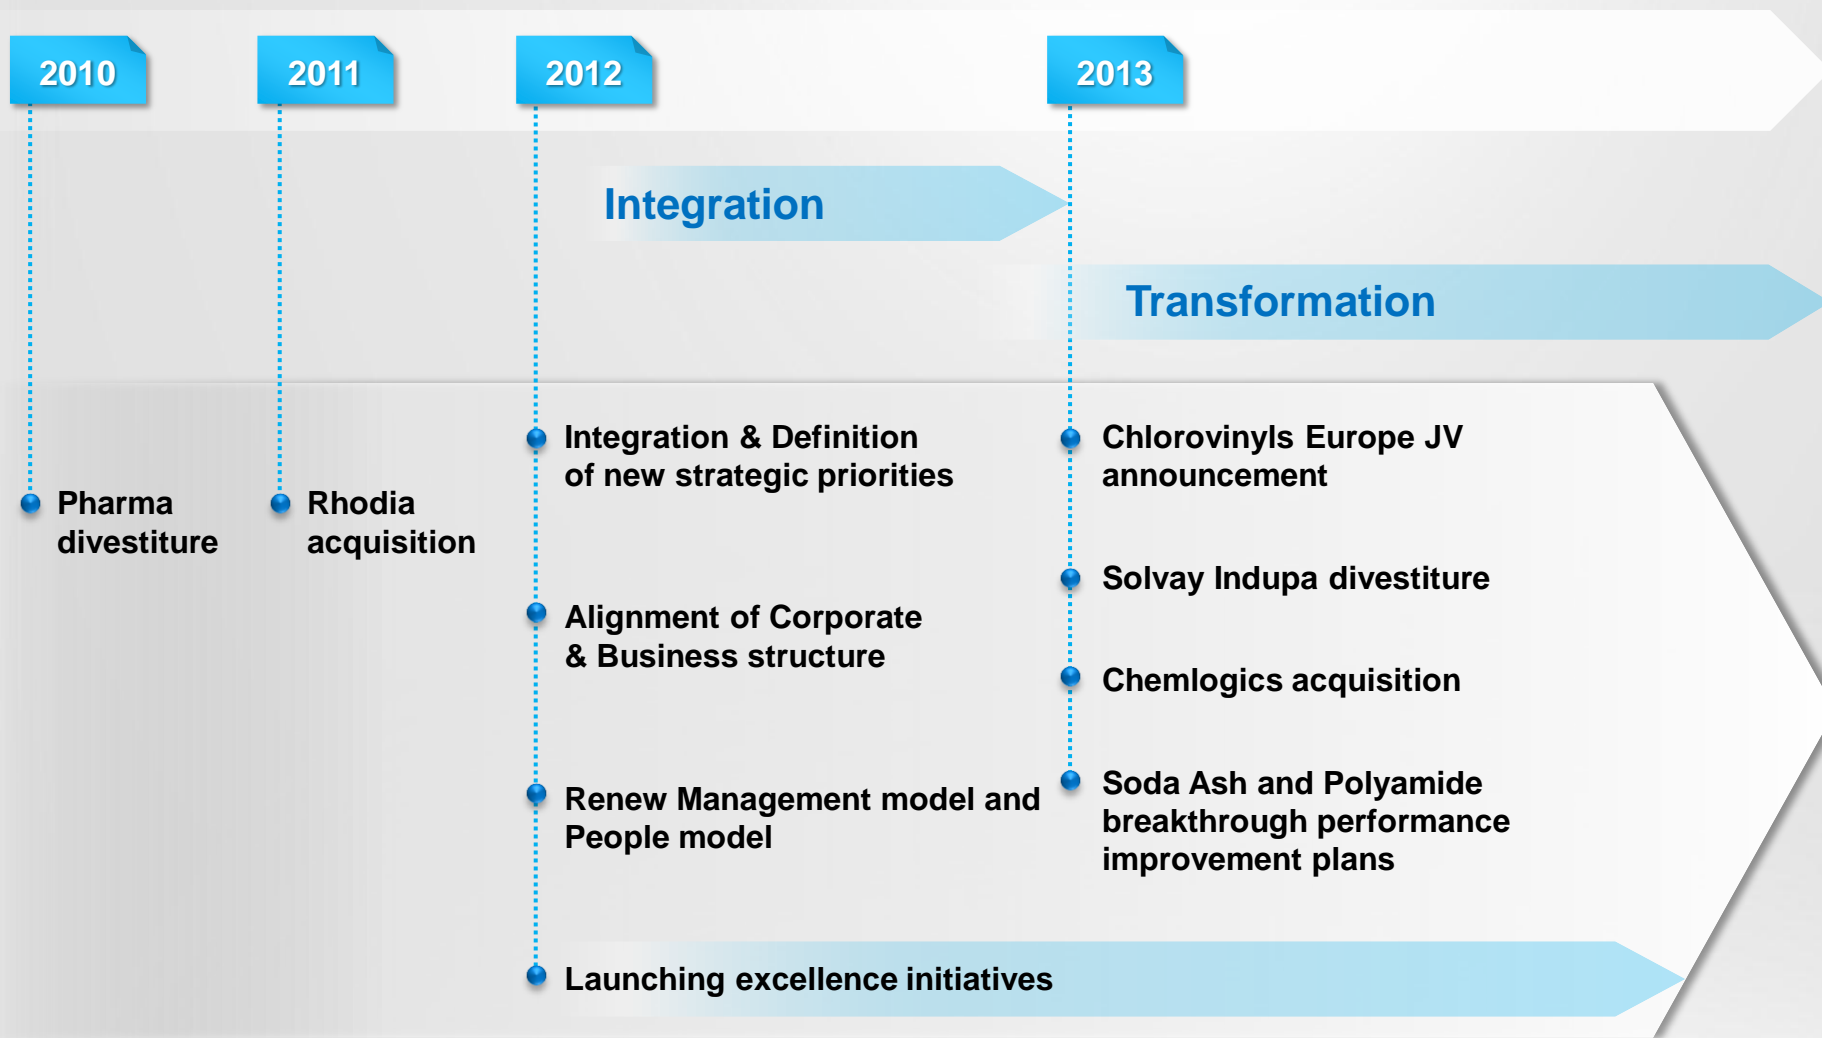 2010
2011
2012
2013
Integration
Transformation
Pharma
divestiture
Rhodia
acquisition
Integration & Definition
of new strategic priorities
Alignment of Corporate
& Business structure
Renew Management model and
People model
Launching excellence initiatives
Chlorovinyls Europe JV
announcement
Solvay Indupa divestiture
Chemlogics acquisition
Soda Ash and Polyamide
breakthrough performance
improvement plans